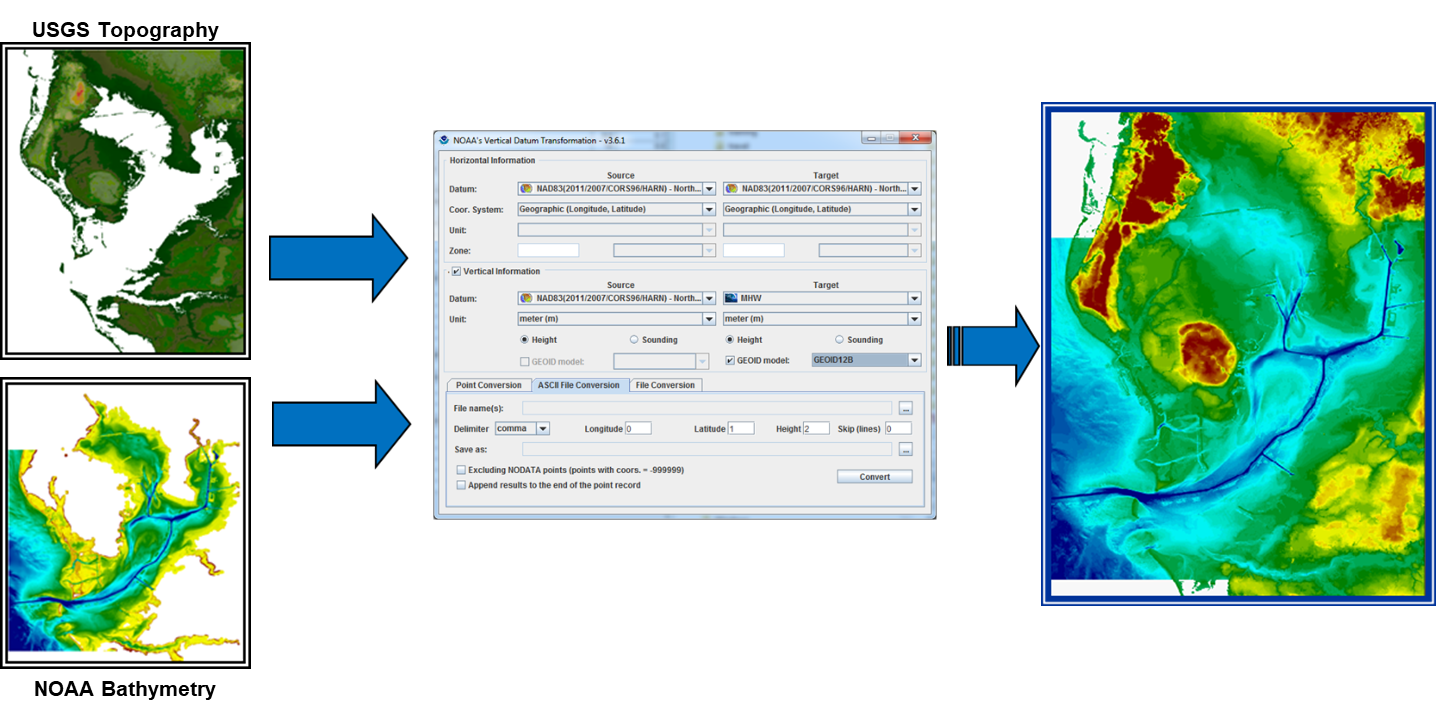 USGS Topography
NOAA's Vertical Datum Transformation - v3.6.1
Horizontal Information
Source Target
Datum: NAD83(2011/2007/CORS96/HARN) - North... NAD83(2011/2007/CORS96/HARN) - North...
Coor. System: Geographic (Longitude, Latitude) Geographic (Longitude, Latitude)
Unit:
Zone:
Vertical Information
Source Target
Datum: NAD83(2011/2007/CORS96/HARN) - North... MHW
Unit: meter (m) meter (m)
Height Sounding Height Sounding
GEOID model: GEOID model: GEOID12B
Point Conversion ASCII File Conversion File Conversion
File name(s): ...
Delimiter comma Longitude 0 Latitude 1 Height 2 Skip (lines) 0
Save as: ...
Excluding NODATA points (points with coors. = -999999)
Convert
Append results to the end of the point record
NOAA Bathymetry